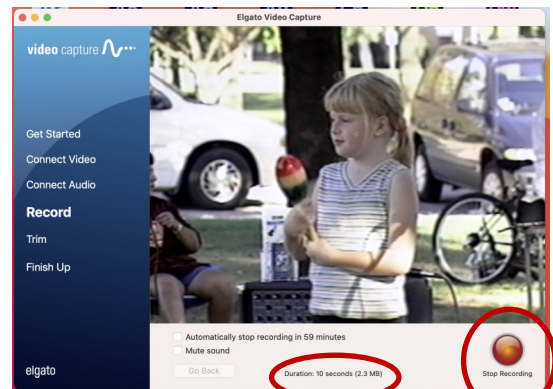 Elgato Video Capture
video capture
Get Started
Connect Video
Connect Audio
Record
Trim
Finish Up
elgato
Automatically stop recording in 59 minutes
Mute sound
Go Back
Duration: 10 seconds (2.3 MB)
Stop Recording